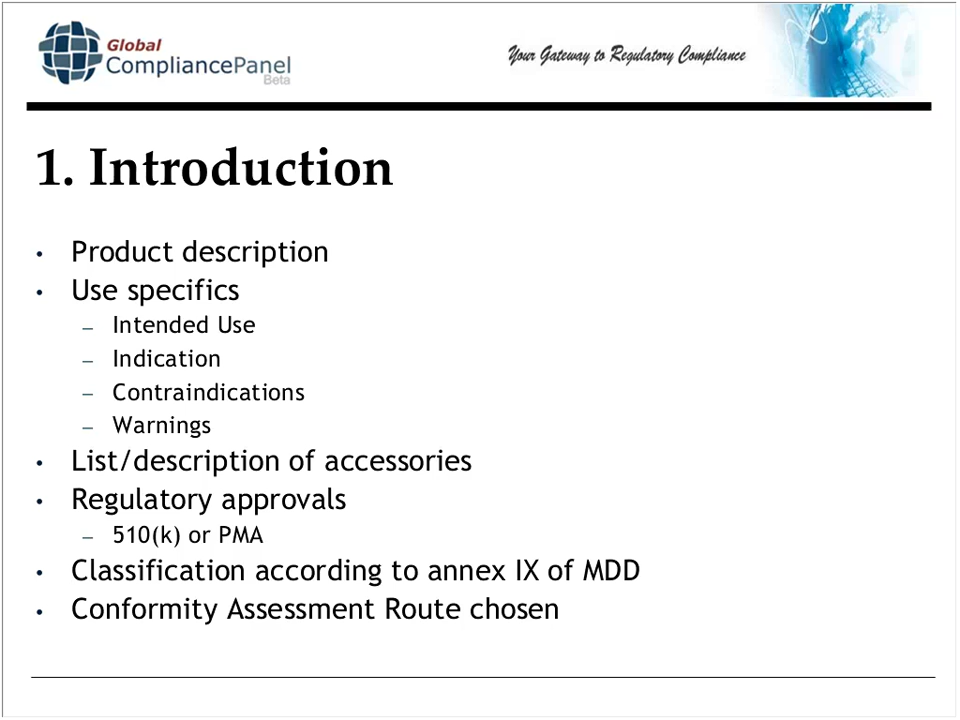 Global
CompliancePanel
Beta
Your Gateway to Regulatory Compliance
1. Introduction
• Product description
• Use specifics
– Intended Use
– Indication
– Contraindications
– Warnings
• List/description of accessories
• Regulatory approvals
– 510(k) or PMA
• Classification according to annex IX of MDD
• Conformity Assessment Route chosen